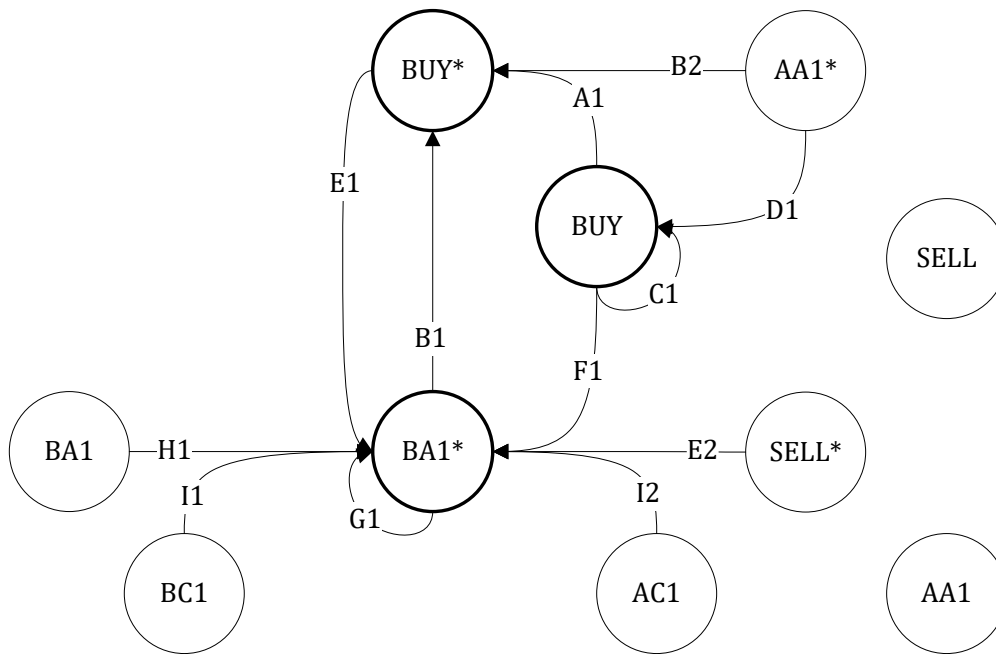 BUY*
B2
AA1*
A1
E1
D1
BUY
SELL
C1
B1
F1
BA1
H1
BA1*
E2
SELL*
I1
I2
G1
BC1
AC1
AA1